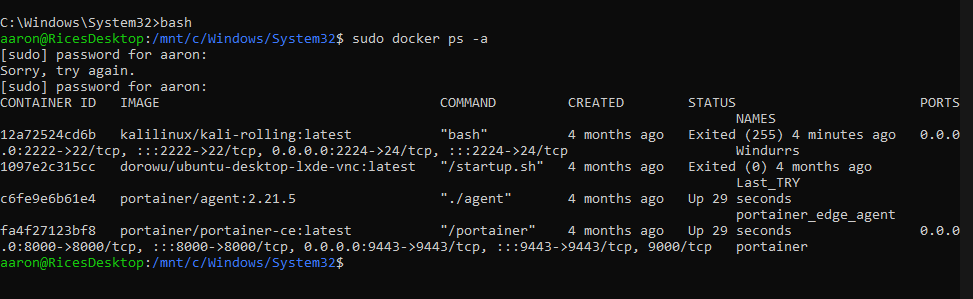 C:\Windows\System32>bash
aaron@RicesDesktop:/mnt/c/Windows/System32$ sudo docker ps -a
[sudo] password for aaron:
Sorry, try again.
[sudo] password for aaron:
CONTAINER ID   IMAGE                                   COMMAND         CREATED        STATUS                       PORTS
NAMES
12a72524cd6b   kalilinux/kali-rolling:latest           "bash"          4 months ago   Exited (255) 4 minutes ago   0.0.0
.0:2222->22/tcp, :::2222->22/tcp, 0.0.0.0:2224->24/tcp, :::2224->24/tcp                     Windurrs
1097e2c315cc   dorowu/ubuntu-desktop-lxde-vnc:latest   "/startup.sh"   4 months ago   Exited (0) 4 months ago
Last_TRY
c6fe9e6b61e4   portainer/agent:2.21.5                  "./agent"       4 months ago   Up 29 seconds
portainer_edge_agent
fa4f27123bf8   portainer/portainer-ce:latest           "/portainer"    4 months ago   Up 29 seconds                0.0.0
.0:8000->8000/tcp, :::8000->8000/tcp, 0.0.0.0:9443->9443/tcp, :::9443->9443/tcp, 9000/tcp   portainer
aaron@RicesDesktop:/mnt/c/Windows/System32$